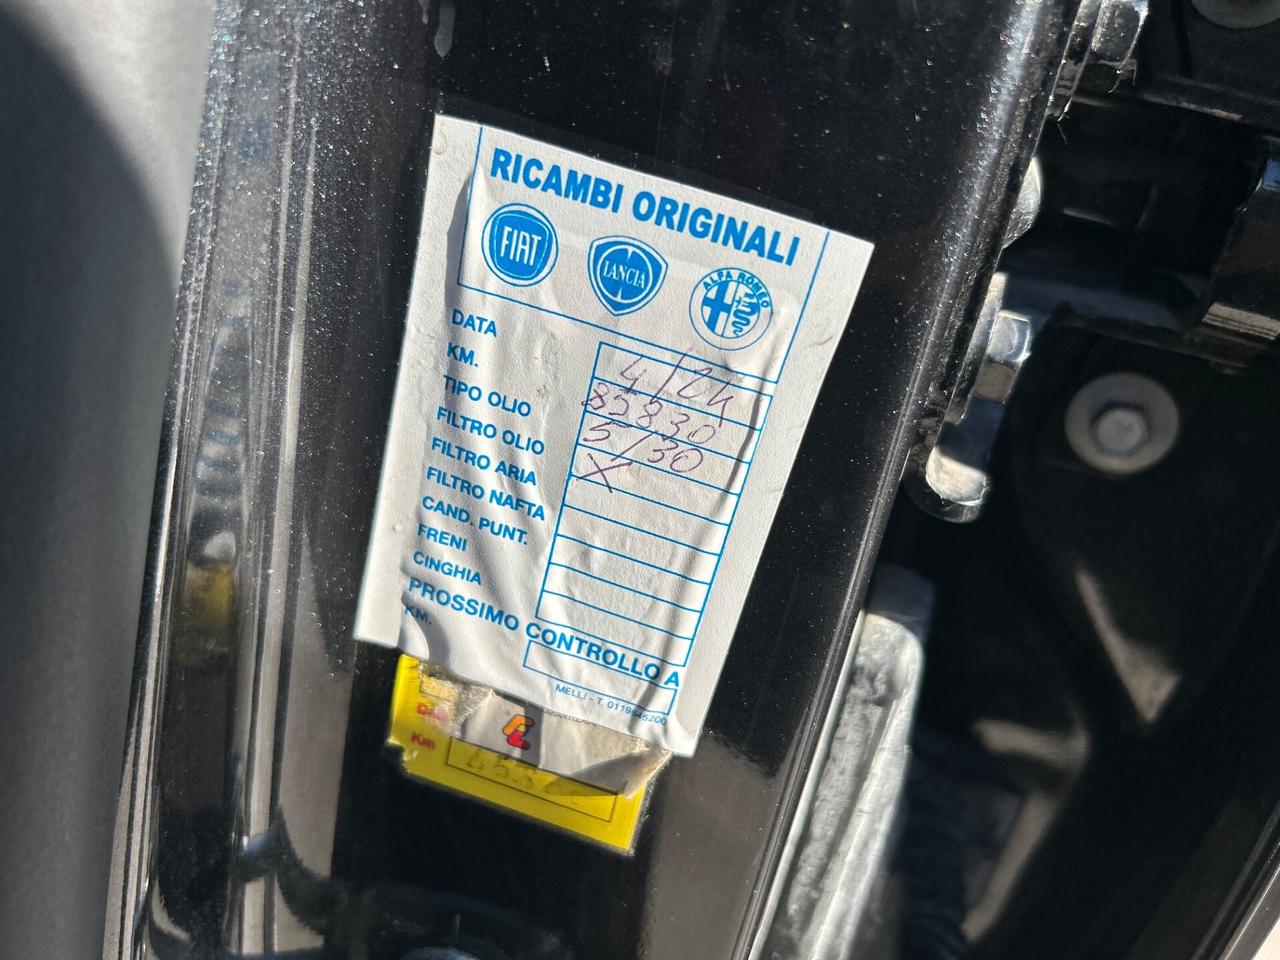 RICAMBI ORIGINALI
FIAT LANCIA ALFA ROMEO
DATA 4/24
KM. 85830
TIPO OLIO 5/30
FILTRO OLIO X
FILTRO ARIA
FILTRO NAFTA
CAND. PUNT.
FRENI
CINGHIA
PROSSIMO CONTROLLO A
KM.
MELLI - T.
Km